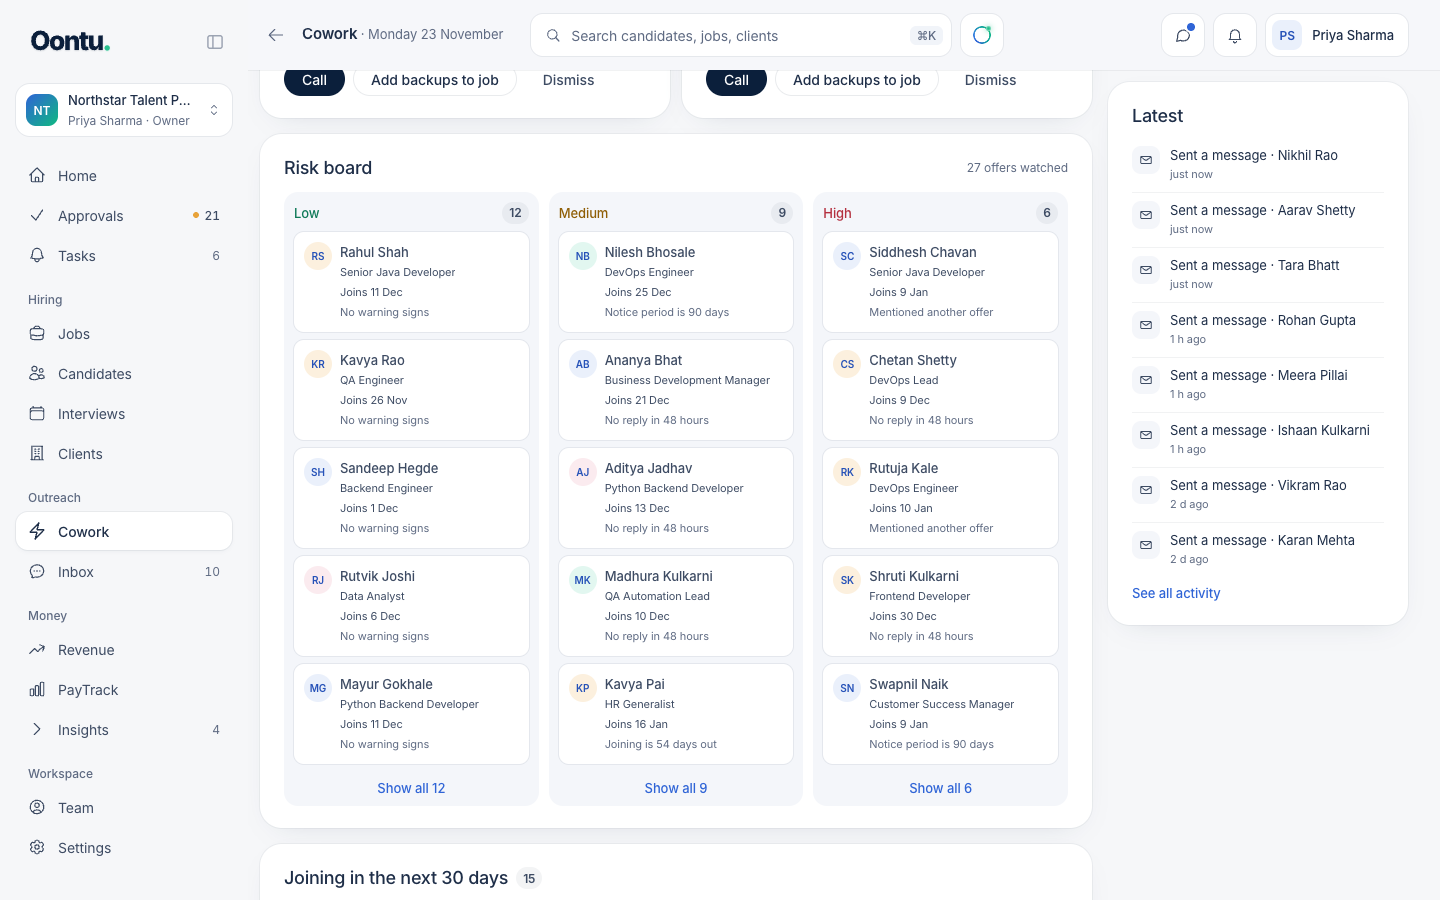 Oontu.
NT
Northstar Talent P...
Priya Sharma · Owner
Home
Approvals
21
Tasks
6
Hiring
Jobs
Candidates
Interviews
Clients
Outreach
Cowork
Inbox
10
Money
Revenue
PayTrack
Insights
4
Workspace
Team
Settings
Cowork · Monday 23 November
Search candidates, jobs, clients
⌘K
PS
Priya Sharma
Call
Add backups to job
Dismiss
Call
Add backups to job
Dismiss
Risk board
27 offers watched
Low
12
RS
Rahul Shah
Senior Java Developer
Joins 11 Dec
No warning signs
KR
Kavya Rao
QA Engineer
Joins 26 Nov
No warning signs
SH
Sandeep Hegde
Backend Engineer
Joins 1 Dec
No warning signs
RJ
Rutvik Joshi
Data Analyst
Joins 6 Dec
No warning signs
MG
Mayur Gokhale
Python Backend Developer
Joins 11 Dec
No warning signs
Show all 12
Medium
9
NB
Nilesh Bhosale
DevOps Engineer
Joins 25 Dec
Notice period is 90 days
AB
Ananya Bhat
Business Development Manager
Joins 21 Dec
No reply in 48 hours
AJ
Aditya Jadhav
Python Backend Developer
Joins 13 Dec
No reply in 48 hours
MK
Madhura Kulkarni
QA Automation Lead
Joins 10 Dec
No reply in 48 hours
KP
Kavya Pai
HR Generalist
Joins 16 Jan
Joining is 54 days out
Show all 9
High
6
SC
Siddhesh Chavan
Senior Java Developer
Joins 9 Jan
Mentioned another offer
CS
Chetan Shetty
DevOps Lead
Joins 9 Dec
No reply in 48 hours
RK
Rutuja Kale
DevOps Engineer
Joins 10 Jan
Mentioned another offer
SK
Shruti Kulkarni
Frontend Developer
Joins 30 Dec
No reply in 48 hours
SN
Swapnil Naik
Customer Success Manager
Joins 9 Jan
Notice period is 90 days
Show all 6
Joining in the next 30 days
15
Latest
Sent a message · Nikhil Rao
just now
Sent a message · Aarav Shetty
just now
Sent a message · Tara Bhatt
just now
Sent a message · Rohan Gupta
1 h ago
Sent a message · Meera Pillai
1 h ago
Sent a message · Ishaan Kulkarni
1 h ago
Sent a message · Vikram Rao
2 d ago
Sent a message · Karan Mehta
2 d ago
See all activity